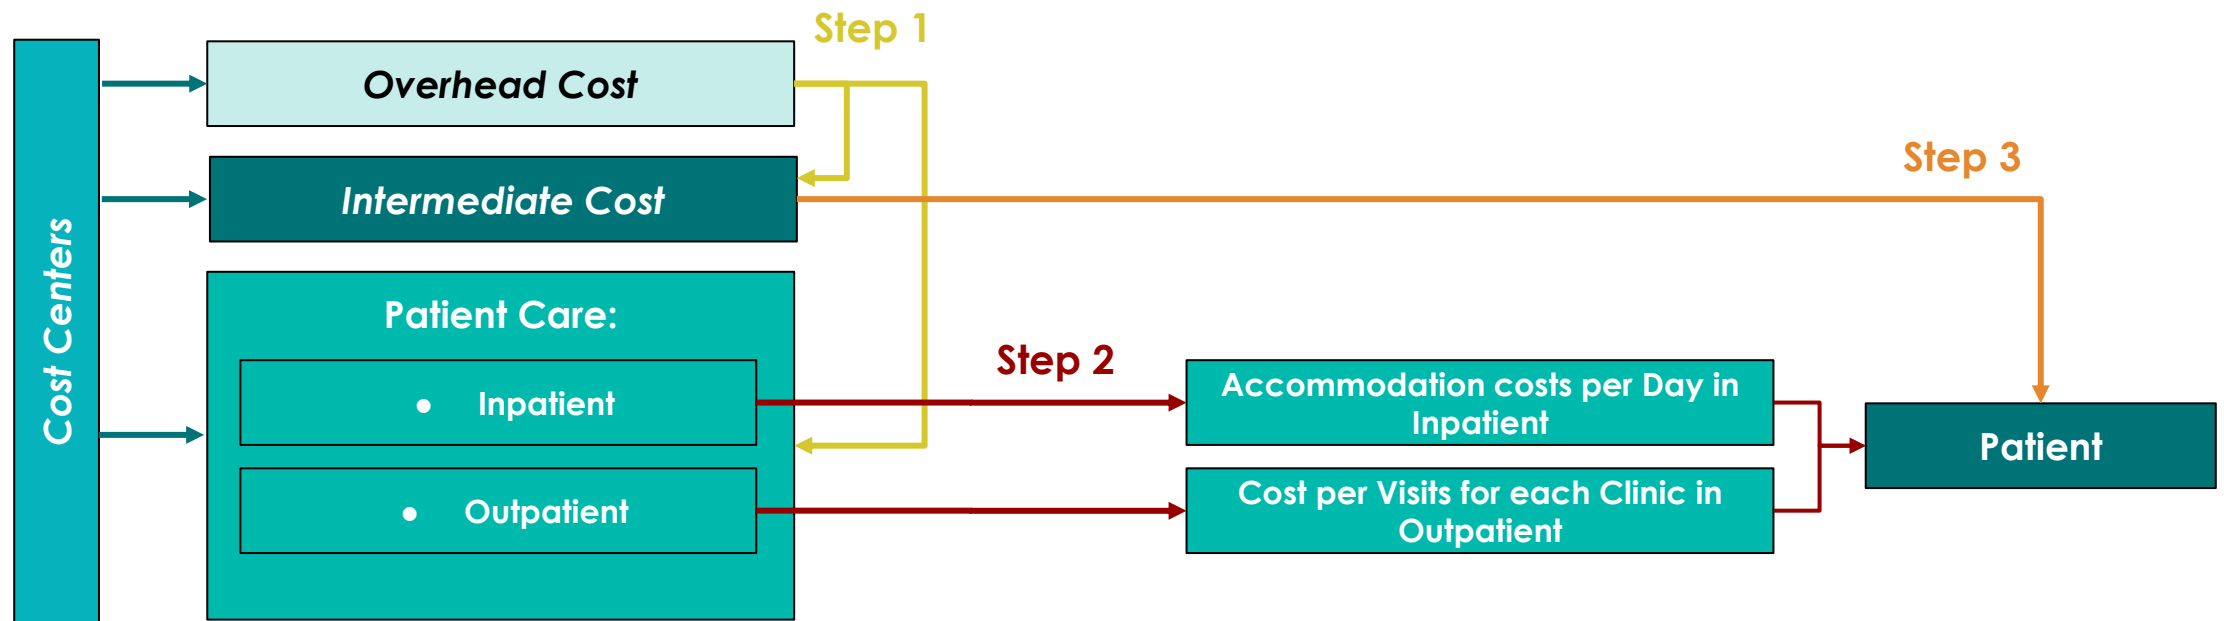 Step 1
Overhead Cost
Step 3
Intermediate Cost
Cost Centers
Patient Care:
Step 2
● Inpatient
Accommodation costs per Day in
Inpatient
Patient
● Outpatient
Cost per Visits for each Clinic in
Outpatient